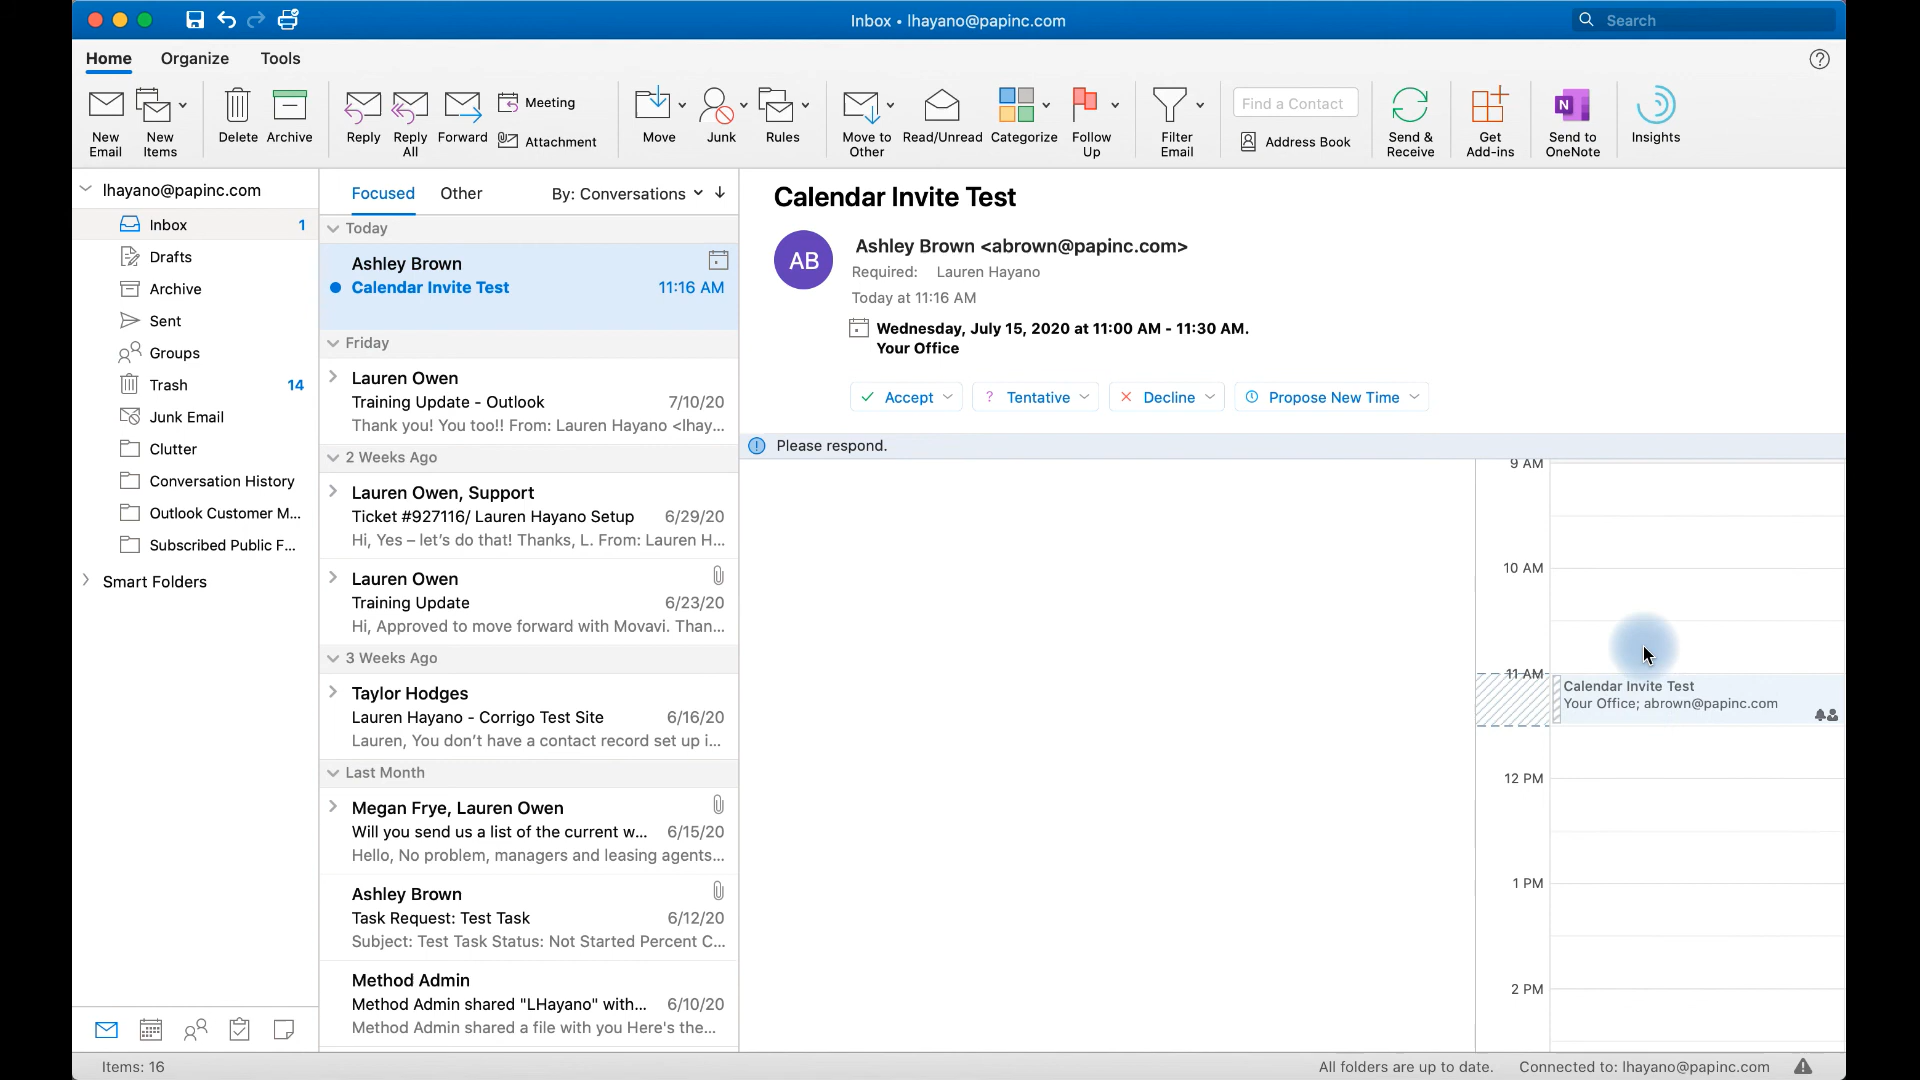 Inbox • lhayano@papinc.com
Search
Home
Organize
Tools
New Email
New Items
Delete
Archive
Reply
Reply All
Forward
Meeting
Attachment
Move
Junk
Rules
Move to Other
Read/Unread
Categorize
Follow Up
Filter Email
Find a Contact
Address Book
Send & Receive
Get Add-ins
N
Send to OneNote
Insights
lhayano@papinc.com
Inbox 1
Drafts
Archive
Sent
Groups
Trash 14
Junk Email
Clutter
Conversation History
Outlook Customer M...
Subscribed Public F...
Smart Folders
Items: 16
Focused
Other
By: Conversations
Today
Ashley Brown
Calendar Invite Test 11:16 AM
Friday
Lauren Owen
Training Update - Outlook 7/10/20
Thank you! You too!! From: Lauren Hayano <lhay...
2 Weeks Ago
Lauren Owen, Support
Ticket #927116/ Lauren Hayano Setup 6/29/20
Hi, Yes – let's do that! Thanks, L. From: Lauren H...
Lauren Owen
Training Update 6/23/20
Hi, Approved to move forward with Movavi. Than...
3 Weeks Ago
Taylor Hodges
Lauren Hayano - Corrigo Test Site 6/16/20
Lauren, You don't have a contact record set up i...
Last Month
Megan Frye, Lauren Owen
Will you send us a list of the current w... 6/15/20
Hello, No problem, managers and leasing agents...
Ashley Brown
Task Request: Test Task 6/12/20
Subject: Test Task Status: Not Started Percent C...
Method Admin
Method Admin shared "LHayano" with... 6/10/20
Method Admin shared a file with you Here's the...
Calendar Invite Test
AB
Ashley Brown <abrown@papinc.com>
Required: Lauren Hayano
Today at 11:16 AM
Wednesday, July 15, 2020 at 11:00 AM - 11:30 AM.
Your Office
Accept
? Tentative
Decline
Propose New Time
Please respond.
9 AM
10 AM
11 AM
Calendar Invite Test
Your Office; abrown@papinc.com
12 PM
1 PM
2 PM
All folders are up to date.
Connected to: lhayano@papinc.com